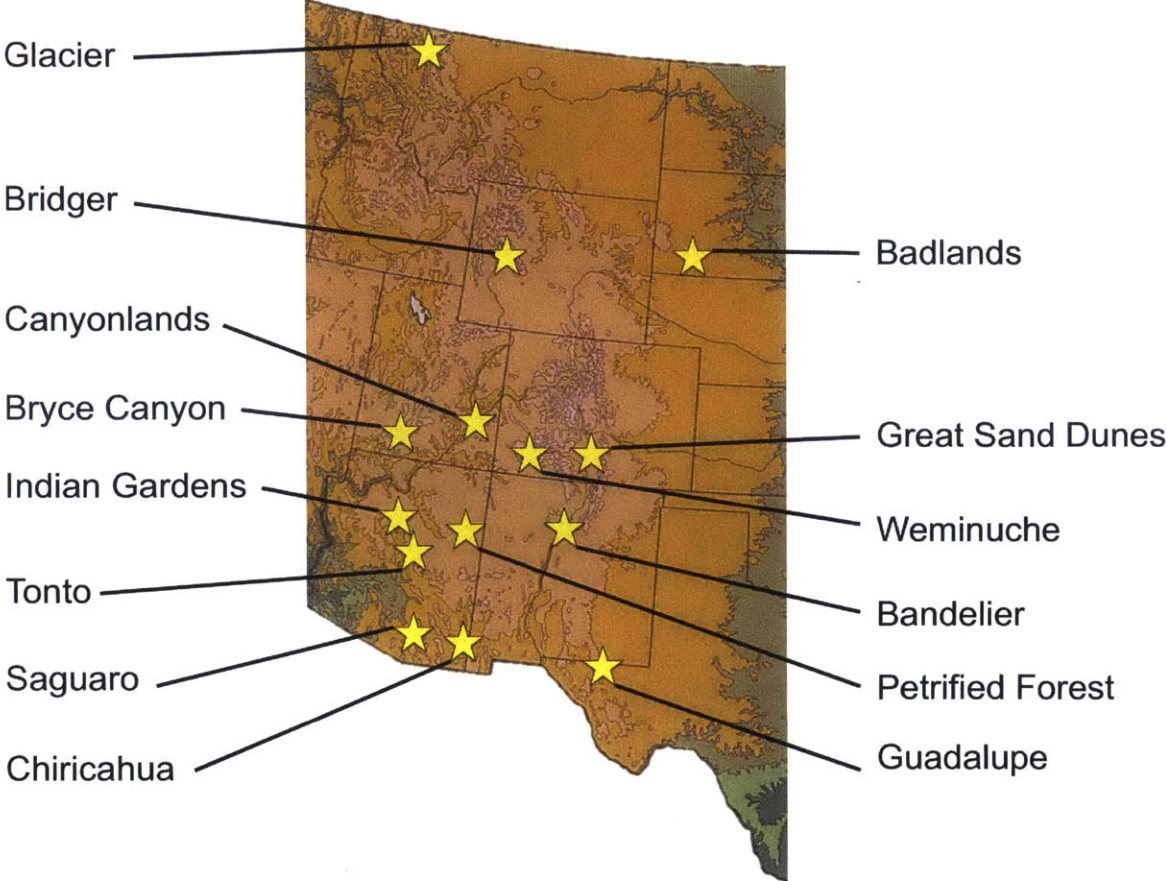 Glacier
Bridger
Canyonlands
Bryce Canyon
Indian Gardens
Tonto
Saguaro
Chiricahua
Badlands
Great Sand Dunes
Weminuche
Bandelier
Petrified Forest
Guadalupe